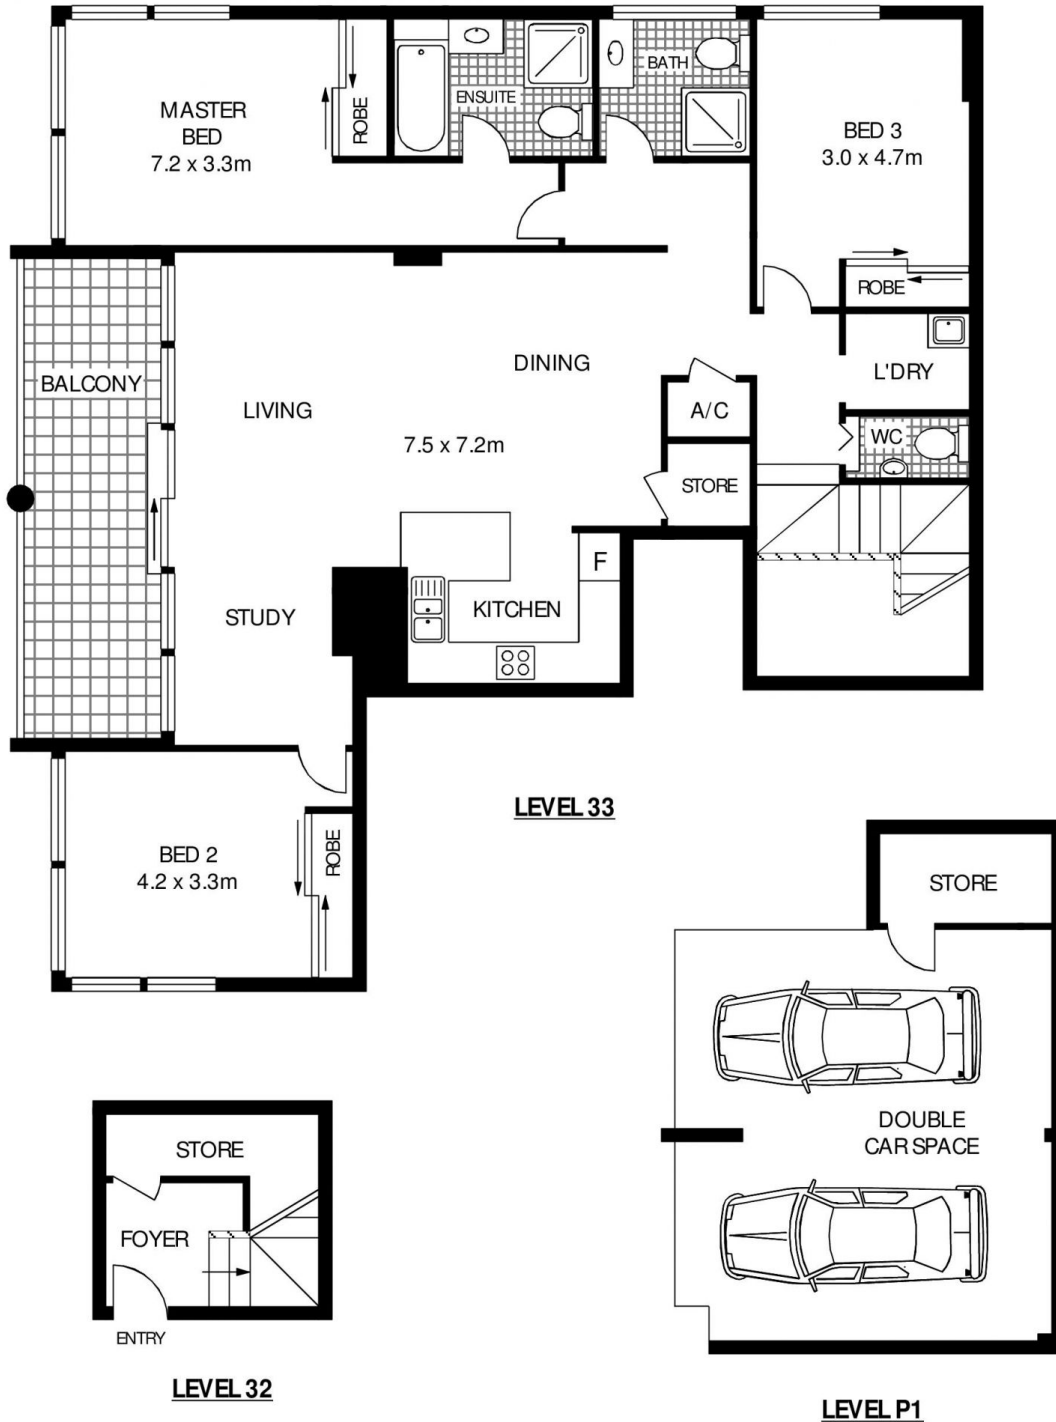 MASTER
BED
7.2 x 3.3m
ROBE
ENSUITE
BATH
BED 3
3.0 x 4.7m
ROBE
BALCONY
LIVING
DINING
7.5 x 7.2m
A/C
STORE
L'DRY
WC
STUDY
KITCHEN
F
BED 2
4.2 x 3.3m
ROBE
LEVEL 33
STORE
DOUBLE
CAR SPACE
LEVEL P1
STORE
FOYER
ENTRY
LEVEL 32